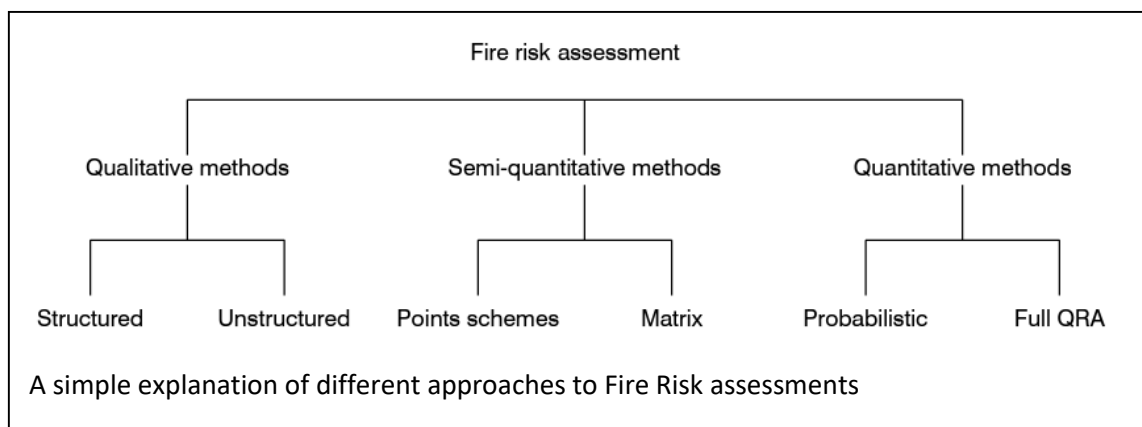 Fire risk assessment
Qualitative methods Semi-quantitative methods Quantitative methods
Structured Unstructured Points schemes Matrix Probabilistic Full QRA
A simple explanation of different approaches to Fire Risk assessments